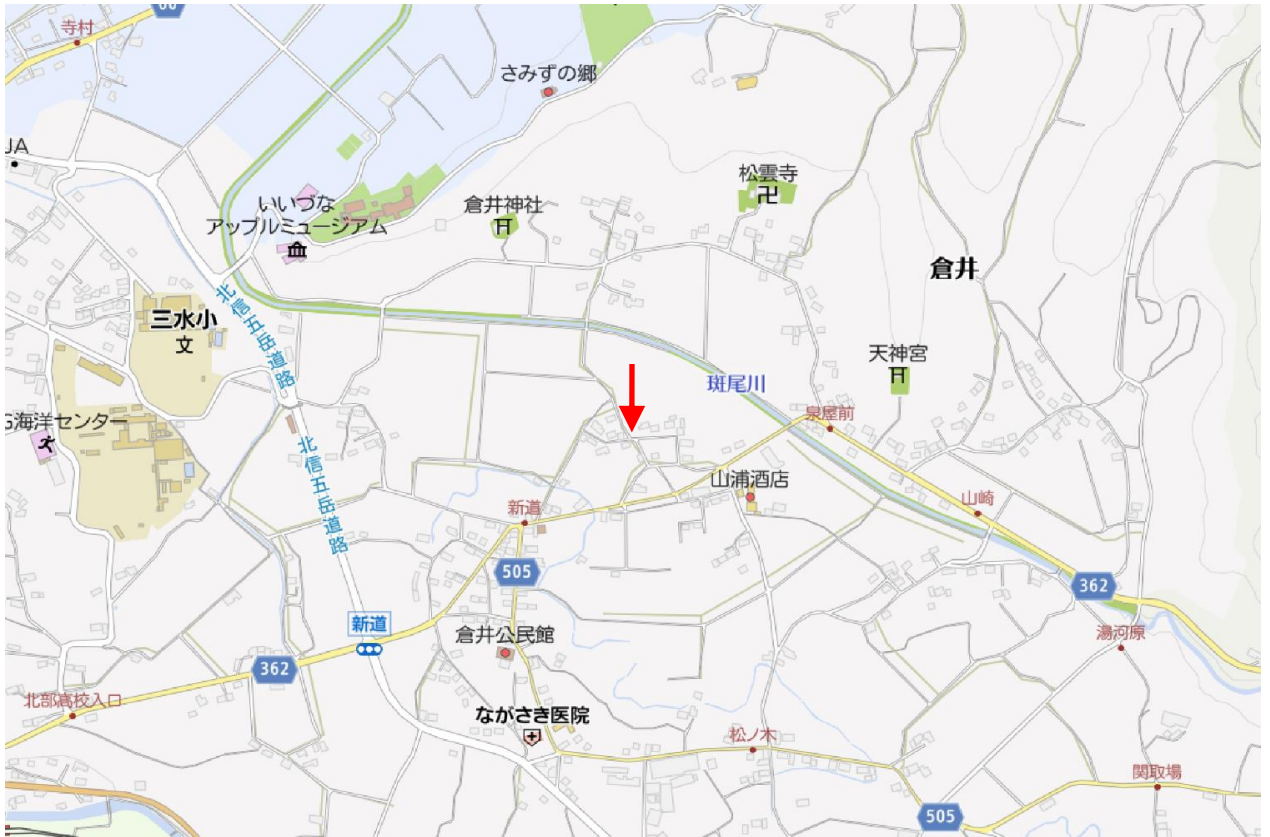 66
寺村
さみずの郷
JA
松雲寺
いいづな
アップルミュージアム
倉井神社
倉井
北信五岳道路
三水小
文
天神宮
斑尾川
泉屋前
G海洋センター
北信五岳道路
山浦酒店
新道
山崎
505
362
新道
倉井公民館
湯河原
362
北部高校入口
ながさき医院
松ノ木
関取場
505